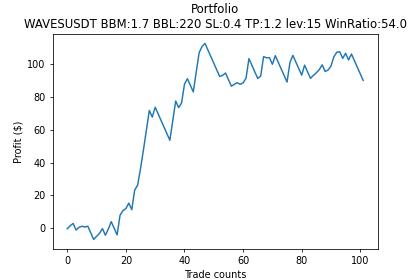 Portfolio
WAVESUSDT BBM:1.7 BBL:220 SL:0.4 TP:1.2 lev:15 WinRatio:54.0
Profit ($)
100
80
60
40
20
0
0 20 40 60 80 100
Trade counts